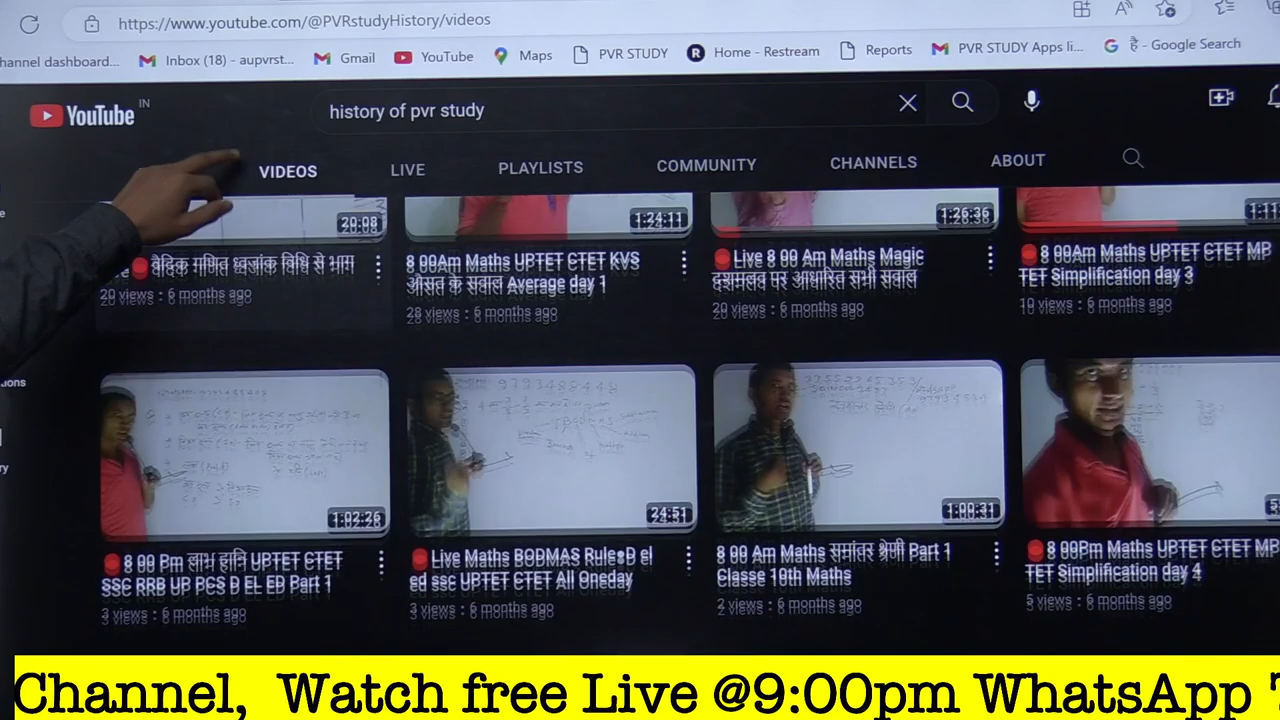 https://www.youtube.com/@PVRstudyHistory/videos
hannel dashboard... Inbox (18) - aupvrst... Gmail YouTube Maps PVR STUDY Home - Restream Reports PVR STUDY Apps li... है - Google Search
YouTube IN history of pvr study
VIDEOS LIVE PLAYLISTS COMMUNITY CHANNELS ABOUT
20:08 1:24:11 1:26:36 1:11
वैदिक गणित ध्वजांक विधि से भाग
20 views : 6 months ago
8 00Am Maths UPTET CTET KVS
औसत के सवाल Average day 1
28 views : 6 months ago
Live 8 00 Am Maths Magic
दशमलव पर आधारित सभी सवाल
20 views : 6 months ago
8 00Am Maths UPTET CTET MP
TET Simplification day 3
10 views : 6 months ago
ions
ry
1:02:26 24:51 1:00:31 5
8 00 Pm लाभ हानि UPTET CTET
SSC RRB UP PCS D EL ED Part 1
3 views : 6 months ago
Live Maths BODMAS Rule•D el
ed ssc UPTET CTET All Oneday
3 views : 6 months ago
8 00 Am Maths समांतर श्रेणी Part 1
Classe 10th Maths
2 views : 6 months ago
8 00Pm Maths UPTET CTET MP
TET Simplification day 4
5 views : 6 months ago
Channel, Watch free Live @9:00pm WhatsApp